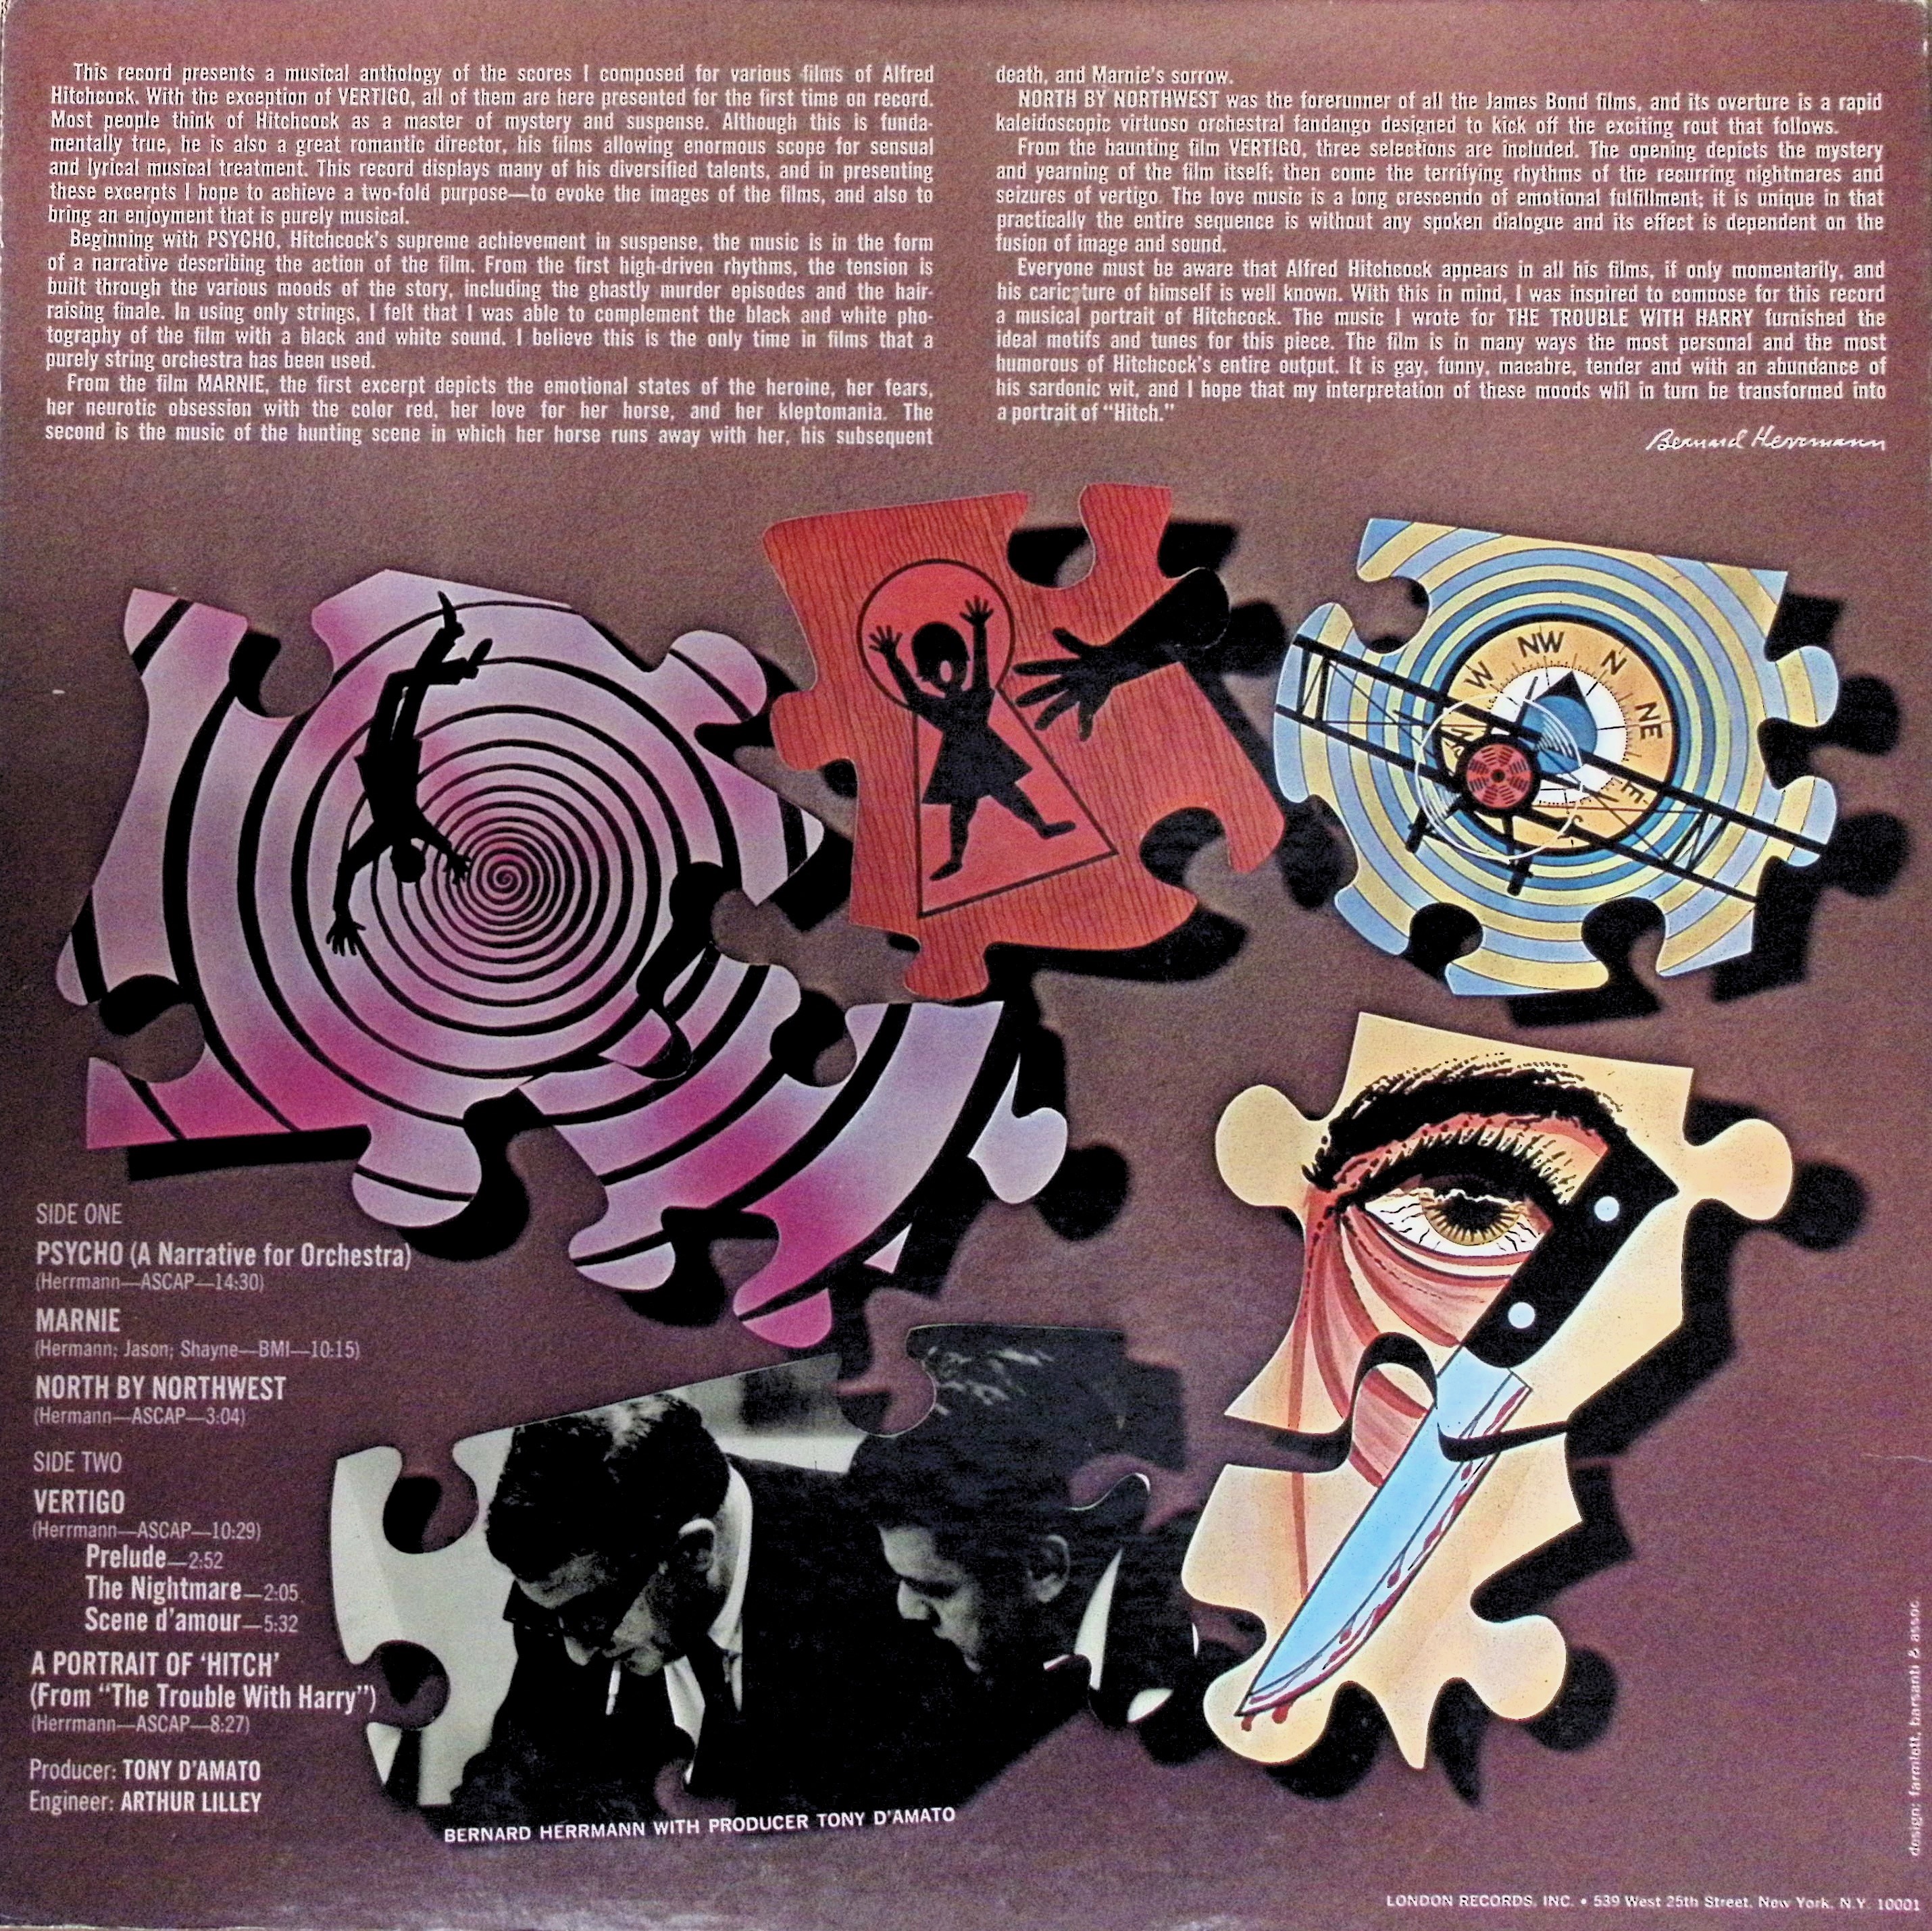 This record presents a musical anthology of the scores I composed for various films of Alfred
Hitchcock. With the exception of VERTIGO, all of them are here presented for the first time on record.
Most people think of Hitchcock as a master of mystery and suspense. Although this is funda-
mentally true, he is also a great romantic director, his films allowing enormous scope for sensual
and lyrical musical treatment. This record displays many of his diversified talents, and in presenting
these excerpts I hope to achieve a two-fold purpose—to evoke the images of the films, and also to
bring an enjoyment that is purely musical.
Beginning with PSYCHO, Hitchcock's supreme achievement in suspense, the music is in the form
of a narrative describing the action of the film. From the first high-driven rhythms, the tension is
built through the various moods of the story, including the ghastly murder episodes and the hair-
raising finale. In using only strings, I felt that I was able to complement the black and white pho-
tography of the film with a black and white sound. I believe this is the only time in films that a
purely string orchestra has been used.
From the film MARNIE, the first excerpt depicts the emotional states of the heroine, her fears,
her neurotic obsession with the color red, her love for her horse, and her kleptomania. The
second is the music of the hunting scene in which her horse runs away with her, his subsequent
death, and Marnie's sorrow.
NORTH BY NORTHWEST was the forerunner of all the James Bond films, and its overture is a rapid
kaleidoscopic virtuoso orchestral fandango designed to kick off the exciting rout that follows.
From the haunting film VERTIGO, three selections are included. The opening depicts the mystery
and yearning of the film itself; then come the terrifying rhythms of the recurring nightmares and
seizures of vertigo. The love music is a long crescendo of emotional fulfillment; it is unique in that
practically the entire sequence is without any spoken dialogue and its effect is dependent on the
fusion of image and sound.
Everyone must be aware that Alfred Hitchcock appears in all his films, if only momentarily, and
his caricature of himself is well known. With this in mind, I was inspired to compose for this record
a musical portrait of Hitchcock. The music I wrote for THE TROUBLE WITH HARRY furnished the
ideal motifs and tunes for this piece. The film is in many ways the most personal and the most
humorous of Hitchcock's entire output. It is gay, funny, macabre, tender and with an abundance of
his sardonic wit, and I hope that my interpretation of these moods wlil in turn be transformed into
a portrait of "Hitch."
Bernard Herrmann
W NW N NE
E
SIDE ONE
PSYCHO (A Narrative for Orchestra)
(Herrmann—ASCAP—14:30)
MARNIE
(Hermann; Jason; Shayne—BMI—10:15)
NORTH BY NORTHWEST
(Hermann—ASCAP—3:04)
SIDE TWO
VERTIGO
(Herrmann—ASCAP—10:29)
Prelude—2:52
The Nightmare—2:05
Scene d'amour—5:32
A PORTRAIT OF 'HITCH'
(From "The Trouble With Harry")
(Herrmann—ASCAP—8:27)
Producer: TONY D'AMATO
Engineer: ARTHUR LILLEY
BERNARD HERRMANN WITH PRODUCER TONY D'AMATO
design: farmlett, barsanti & assoc.
LONDON RECORDS, INC. • 539 West 25th Street, New York, N.Y. 10001